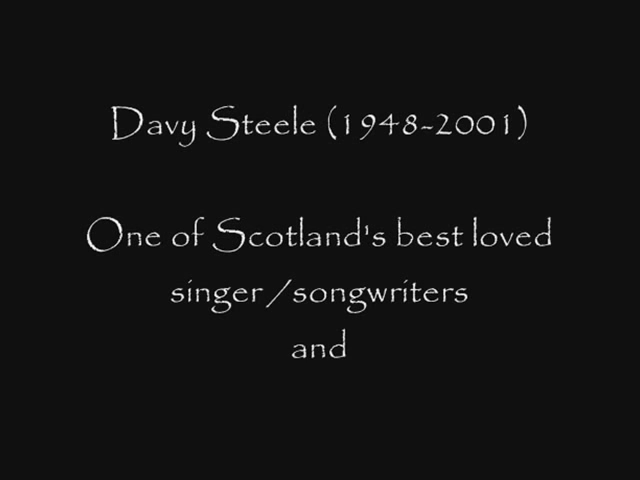 Davy Steele (1948-2001)
One of Scotland's best loved
singer/songwriters
and